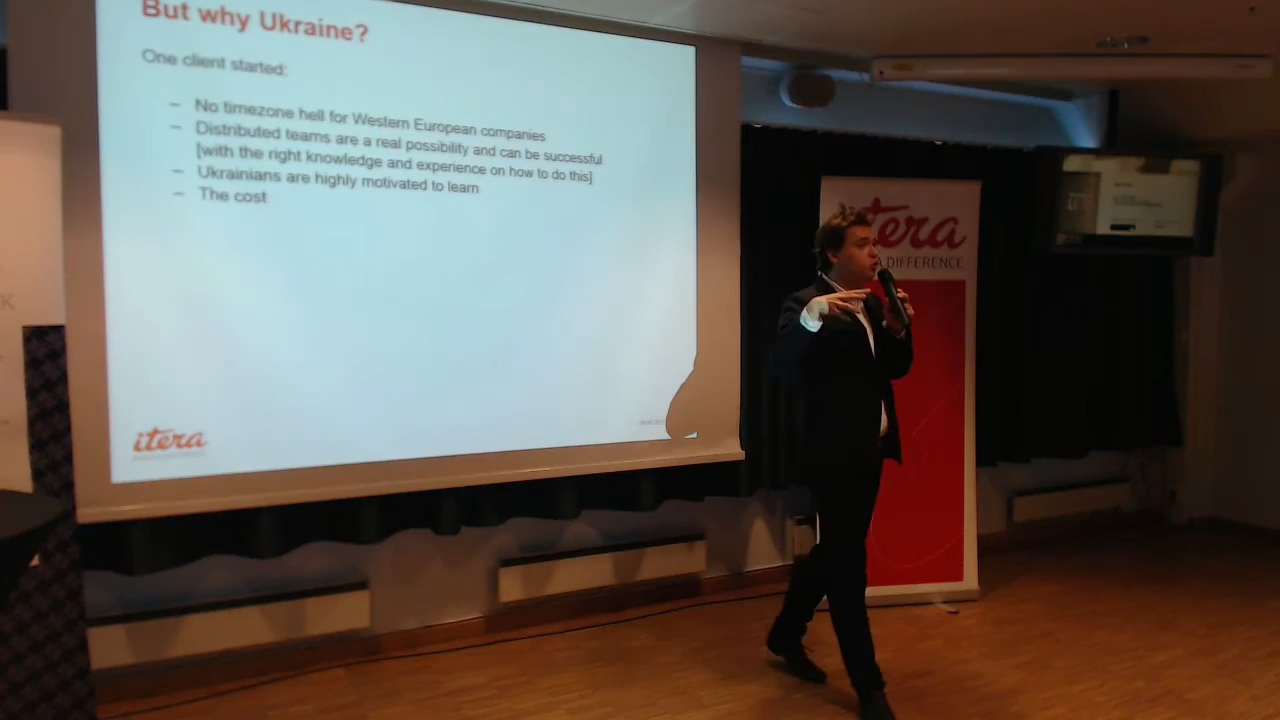 But why Ukraine?
One client started:
– No timezone hell for Western European companies
– Distributed teams are a real possibility and can be successful
[with the right knowledge and experience on how to do this]
– Ukrainians are highly motivated to learn
– The cost
itera
tera
A DIFFERENCE
K